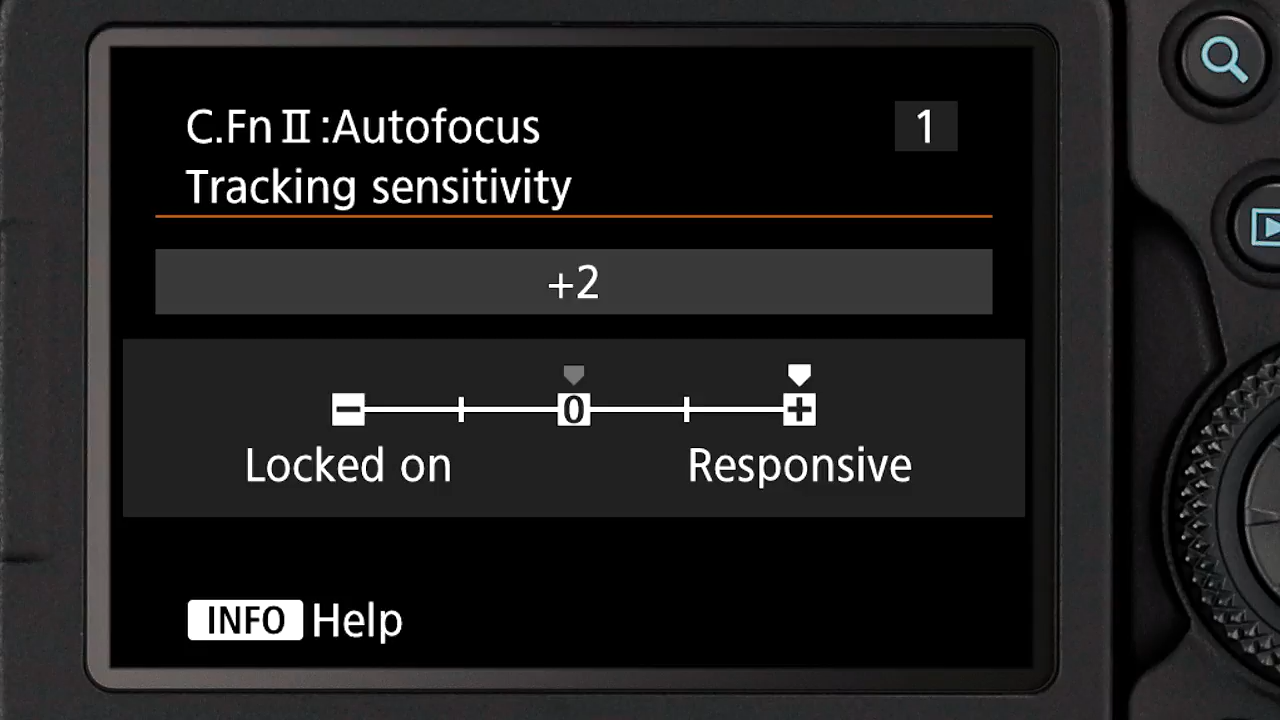 C.Fn II :Autofocus 1
Tracking sensitivity
+2
− 0 +
Locked on Responsive
INFO Help